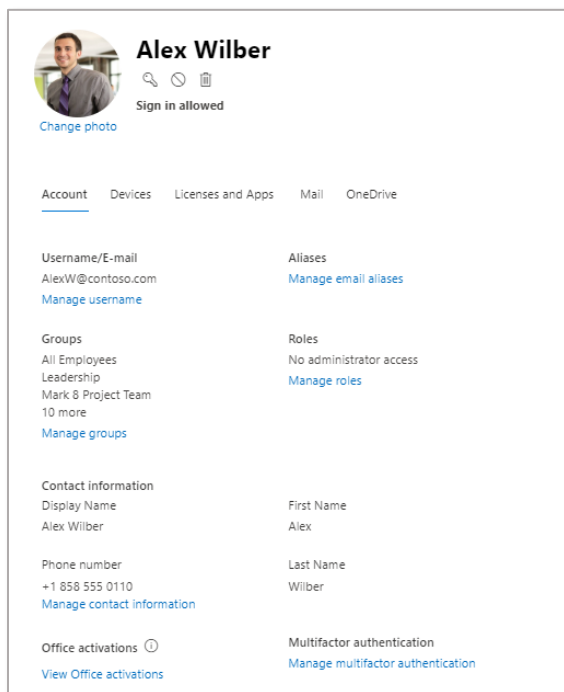 Alex Wilber
Sign in allowed
Change photo
Account Devices Licenses and Apps Mail OneDrive
Username/E-mail
AlexW@contoso.com
Manage username
Aliases
Manage email aliases
Groups
All Employees
Leadership
Mark 8 Project Team
10 more
Manage groups
Roles
No administrator access
Manage roles
Contact information
Display Name
Alex Wilber
First Name
Alex
Phone number
+1 858 555 0110
Manage contact information
Last Name
Wilber
Office activations
View Office activations
Multifactor authentication
Manage multifactor authentication